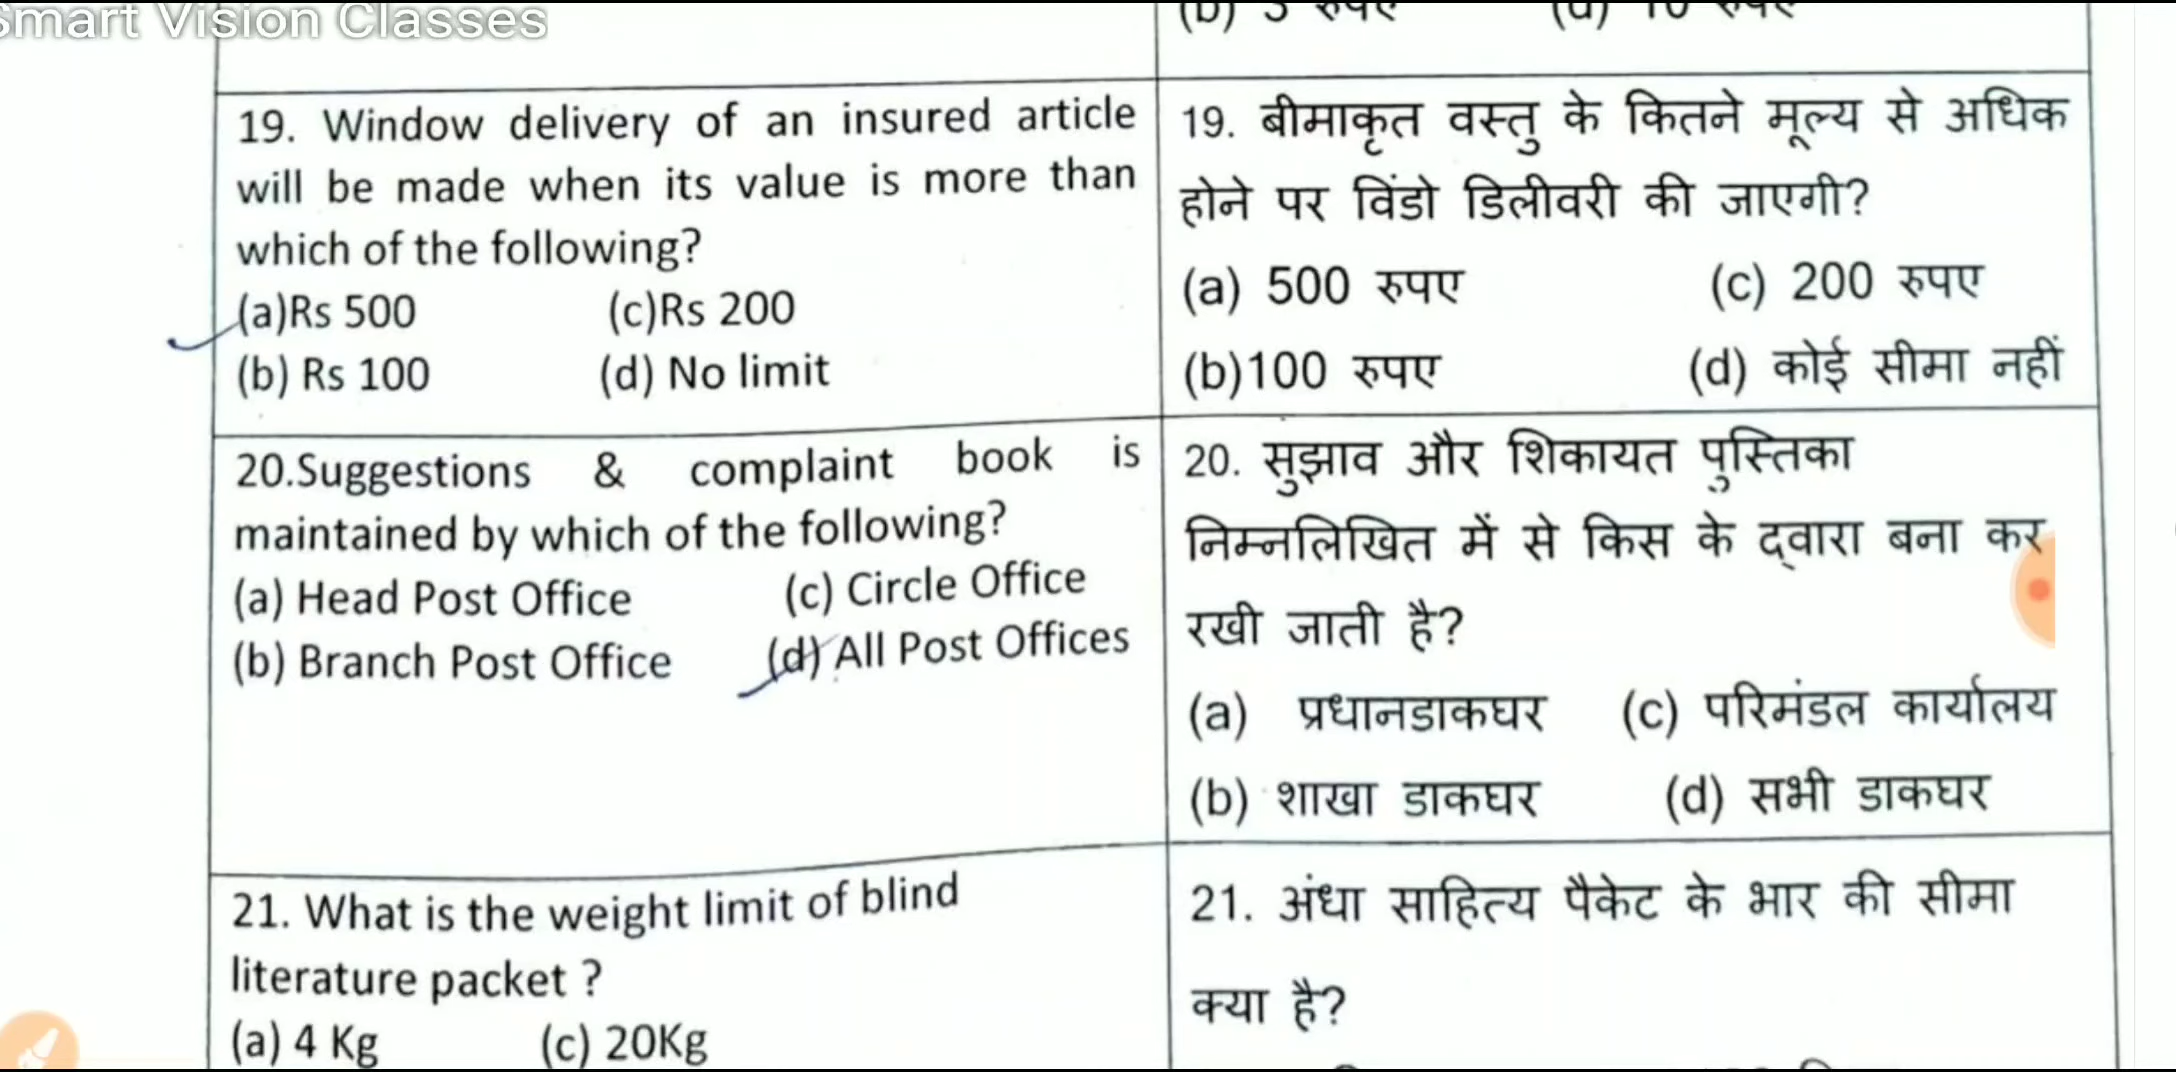 Smart Vision Classes
19. Window delivery of an insured article
will be made when its value is more than
which of the following?
(a)Rs 500 (c)Rs 200
(b) Rs 100 (d) No limit
20.Suggestions & complaint book is
maintained by which of the following?
(a) Head Post Office (c) Circle Office
(b) Branch Post Office (d) All Post Offices
21. What is the weight limit of blind
literature packet ?
(a) 4 Kg (c) 20Kg
(b) 5 रुपए (d) 10 रुपए
19. बीमाकृत वस्तु के कितने मूल्य से अधिक
होने पर विंडो डिलीवरी की जाएगी?
(a) 500 रुपए (c) 200 रुपए
(b)100 रुपए (d) कोई सीमा नहीं
20. सुझाव और शिकायत पुस्तिका
निम्नलिखित में से किस के द्वारा बना कर
रखी जाती है?
(a) प्रधानडाकघर (c) परिमंडल कार्यालय
(b) शाखा डाकघर (d) सभी डाकघर
21. अंधा साहित्य पैकेट के भार की सीमा
क्या है?